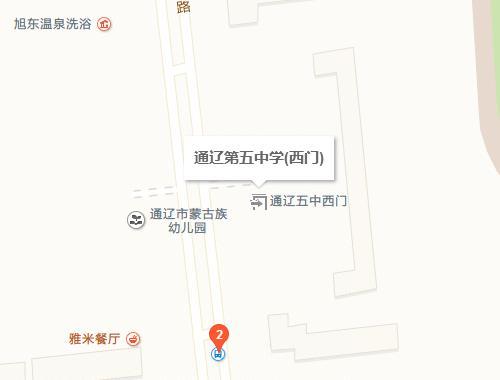 路
旭东温泉洗浴
通辽第五中学(西门)
通辽五中西门
通辽市蒙古族
幼儿园
雅米餐厅
2